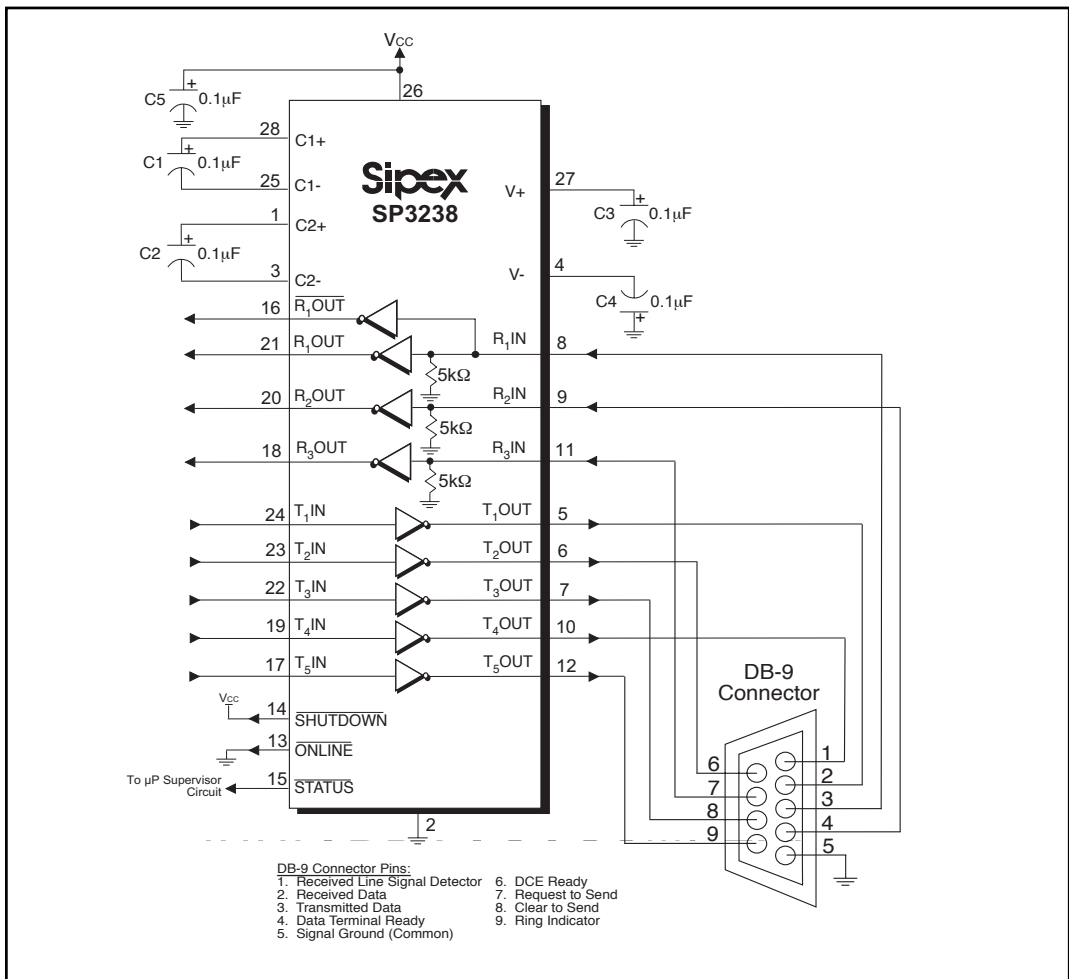 VCC
26
C5
+
0.1µF
28
C1+
C1
+
0.1µF
25
C1-
1
C2+
C2
+
0.1µF
3
C2-
Sipex
SP3238
V+
27
+
C3
0.1µF
V-
4
C4
0.1µF
+
16
R1OUT
21
R1OUT
R1IN
8
5kΩ
20
R2OUT
R2IN
9
5kΩ
18
R3OUT
R3IN
11
5kΩ
24
T1IN
T1OUT
5
23
T2IN
T2OUT
6
22
T3IN
T3OUT
7
19
T4IN
T4OUT
10
17
T5IN
T5OUT
12
VCC
14
SHUTDOWN
13
ONLINE
To µP Supervisor
Circuit
15
STATUS
2
DB-9
Connector
6
7
8
9
1
2
3
4
5
DB-9 Connector Pins:
1. Received Line Signal Detector
2. Received Data
3. Transmitted Data
4. Data Terminal Ready
5. Signal Ground (Common)
6. DCE Ready
7. Request to Send
8. Clear to Send
9. Ring Indicator